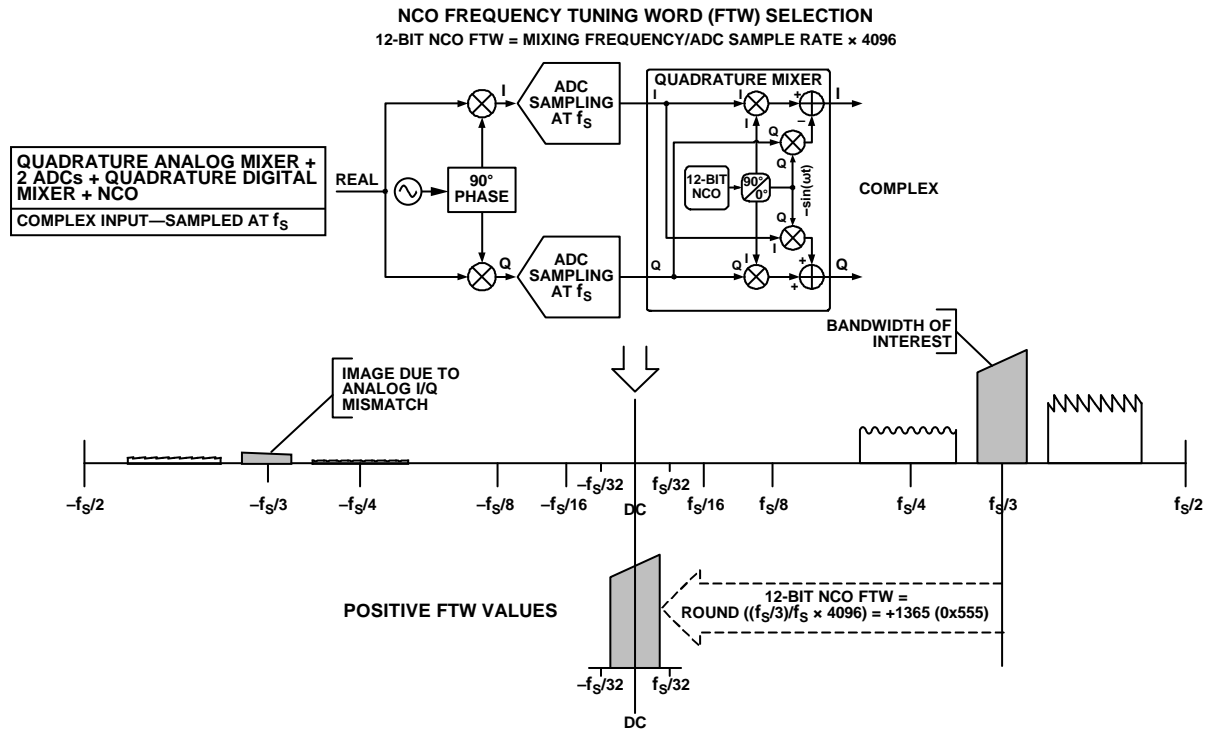 NCO FREQUENCY TUNING WORD (FTW) SELECTION
12-BIT NCO FTW = MIXING FREQUENCY/ADC SAMPLE RATE × 4096
QUADRATURE ANALOG MIXER +
2 ADCs + QUADRATURE DIGITAL
MIXER + NCO
COMPLEX INPUT—SAMPLED AT fS
REAL
90°
PHASE
I
ADC
SAMPLING
AT fS
I
Q
ADC
SAMPLING
AT fS
Q
QUADRATURE MIXER
I
+
I
–
I
Q
Q
12-BIT
NCO
90°
0°
–sin(ωt)
Q
I
I
Q
+
+
Q
COMPLEX
BANDWIDTH OF
INTEREST
IMAGE DUE TO
ANALOG I/Q
MISMATCH
–fS/2
–fS/3
–fS/4
–fS/8
–fS/16
–fS/32
DC
fS/32
fS/16
fS/8
fS/4
fS/3
fS/2
POSITIVE FTW VALUES
12-BIT NCO FTW =
ROUND ((fS/3)/fS × 4096) = +1365 (0x555)
–fS/32
fS/32
DC